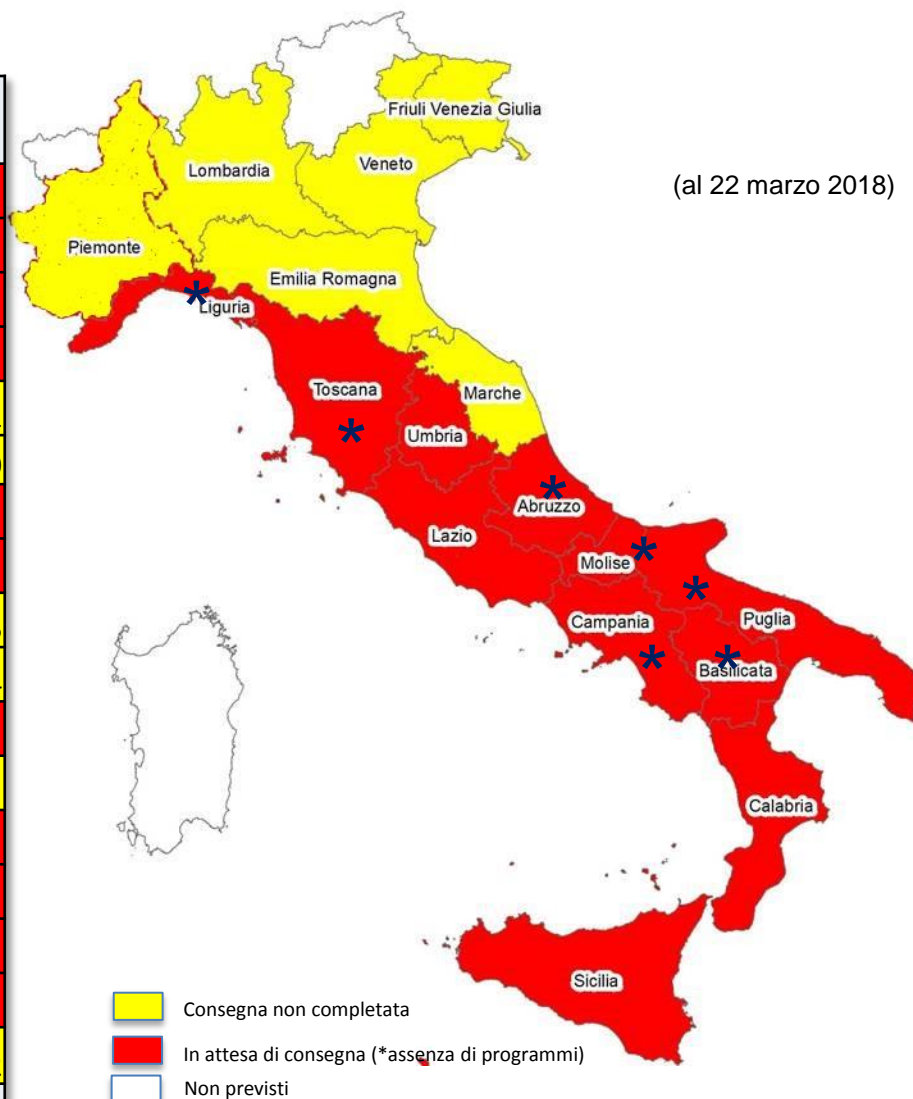 Friuli Venezia Giulia
Lombardia
Veneto
(al 22 marzo 2018)
Piemonte
Emilia Romagna
*
Liguria
Toscana
Marche
*
Umbria
*
Abruzzo
Lazio
*
Molise
*
Campania
Puglia
*
*
Basilicata
Calabria
Sicilia
Consegna non completata
In attesa di consegna (*assenza di programmi)
Non previsti